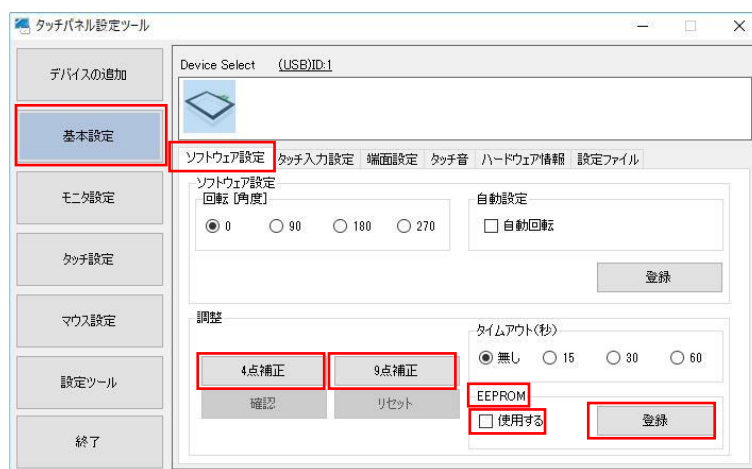 タッチパネル設定ツール
デバイスの追加
基本設定
モニタ設定
タッチ設定
マウス設定
設定ツール
終了
Device Select (USB)ID:1
ソフトウェア設定 タッチ入力設定 端面設定 タッチ音 ハードウェア情報 設定ファイル
ソフトウェア設定
回転 [角度]
0 90 180 270
自動設定
自動回転
登録
調整
4点補正 9点補正
確認 リセット
タイムアウト(秒)
無し 15 30 60
EEPROM
使用する 登録